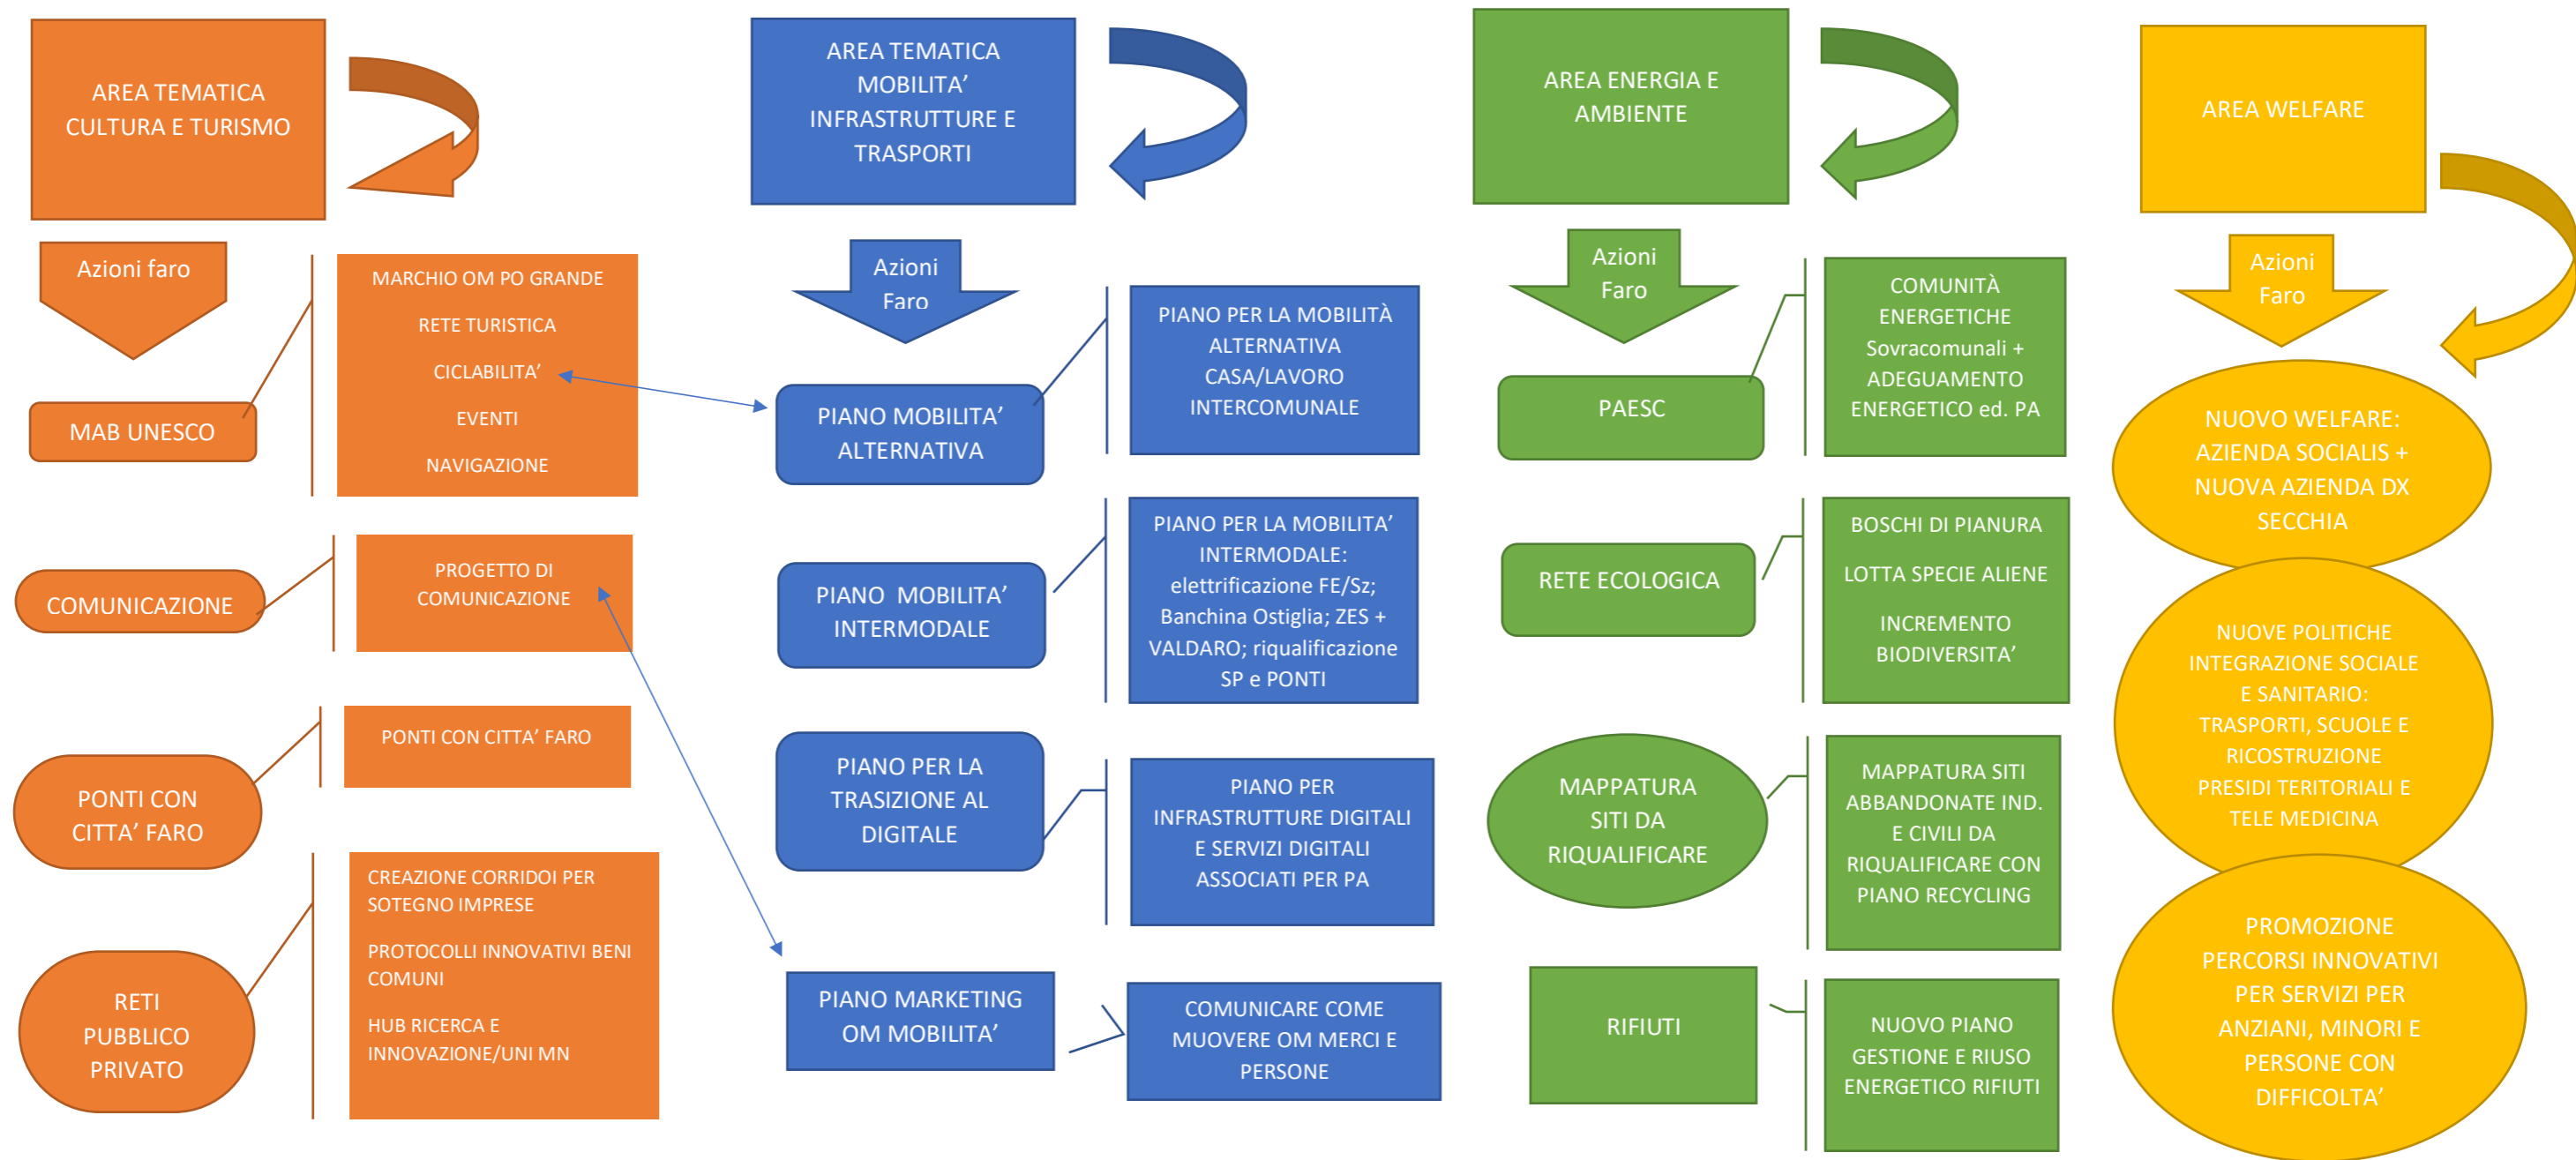 AREA TEMATICA
CULTURA E TURISMO
Azioni faro
MAB UNESCO
MARCHIO OM PO GRANDE
RETE TURISTICA
CICLABILITA'
EVENTI
NAVIGAZIONE
COMUNICAZIONE
PROGETTO DI
COMUNICAZIONE
PONTI CON
CITTA' FARO
PONTI CON CITTA' FARO
RETI
PUBBLICO
PRIVATO
CREAZIONE CORRIDOI PER
SOTEGNO IMPRESE
PROTOCOLLI INNOVATIVI BENI
COMUNI
HUB RICERCA E
INNOVAZIONE/UNI MN
AREA TEMATICA
MOBILITA'
INFRASTRUTTURE E
TRASPORTI
Azioni
Faro
PIANO MOBILITA'
ALTERNATIVA
PIANO PER LA MOBILITÀ
ALTERNATIVA
CASA/LAVORO
INTERCOMUNALE
PIANO MOBILITA'
INTERMODALE
PIANO PER LA MOBILITA'
INTERMODALE:
elettrificazione FE/Sz;
Banchina Ostiglia; ZES +
VALDARO; riqualificazione
SP e PONTI
PIANO PER LA
TRASIZIONE AL
DIGITALE
PIANO PER
INFRASTRUTTURE DIGITALI
E SERVIZI DIGITALI
ASSOCIATI PER PA
PIANO MARKETING
OM MOBILITA'
COMUNICARE COME
MUOVERE OM MERCI E
PERSONE
AREA ENERGIA E
AMBIENTE
Azioni
Faro
PAESC
COMUNITÀ
ENERGETICHE
Sovracomunali +
ADEGUAMENTO
ENERGETICO ed. PA
RETE ECOLOGICA
BOSCHI DI PIANURA
LOTTA SPECIE ALIENE
INCREMENTO
BIODIVERSITA'
MAPPATURA
SITI DA
RIQUALIFICARE
MAPPATURA SITI
ABBANDONATE IND.
E CIVILI DA
RIQUALIFICARE CON
PIANO RECYCLING
RIFIUTI
NUOVO PIANO
GESTIONE E RIUSO
ENERGETICO RIFIUTI
AREA WELFARE
Azioni
Faro
NUOVO WELFARE:
AZIENDA SOCIALIS +
NUOVA AZIENDA DX
SECCHIA
NUOVE POLITICHE
INTEGRAZIONE SOCIALE
E SANITARIO:
TRASPORTI, SCUOLE E
RICOSTRUZIONE
PRESIDI TERITORIALI E
TELE MEDICINA
PROMOZIONE
PERCORSI INNOVATIVI
PER SERVIZI PER
ANZIANI, MINORI E
PERSONE CON
DIFFICOLTA'